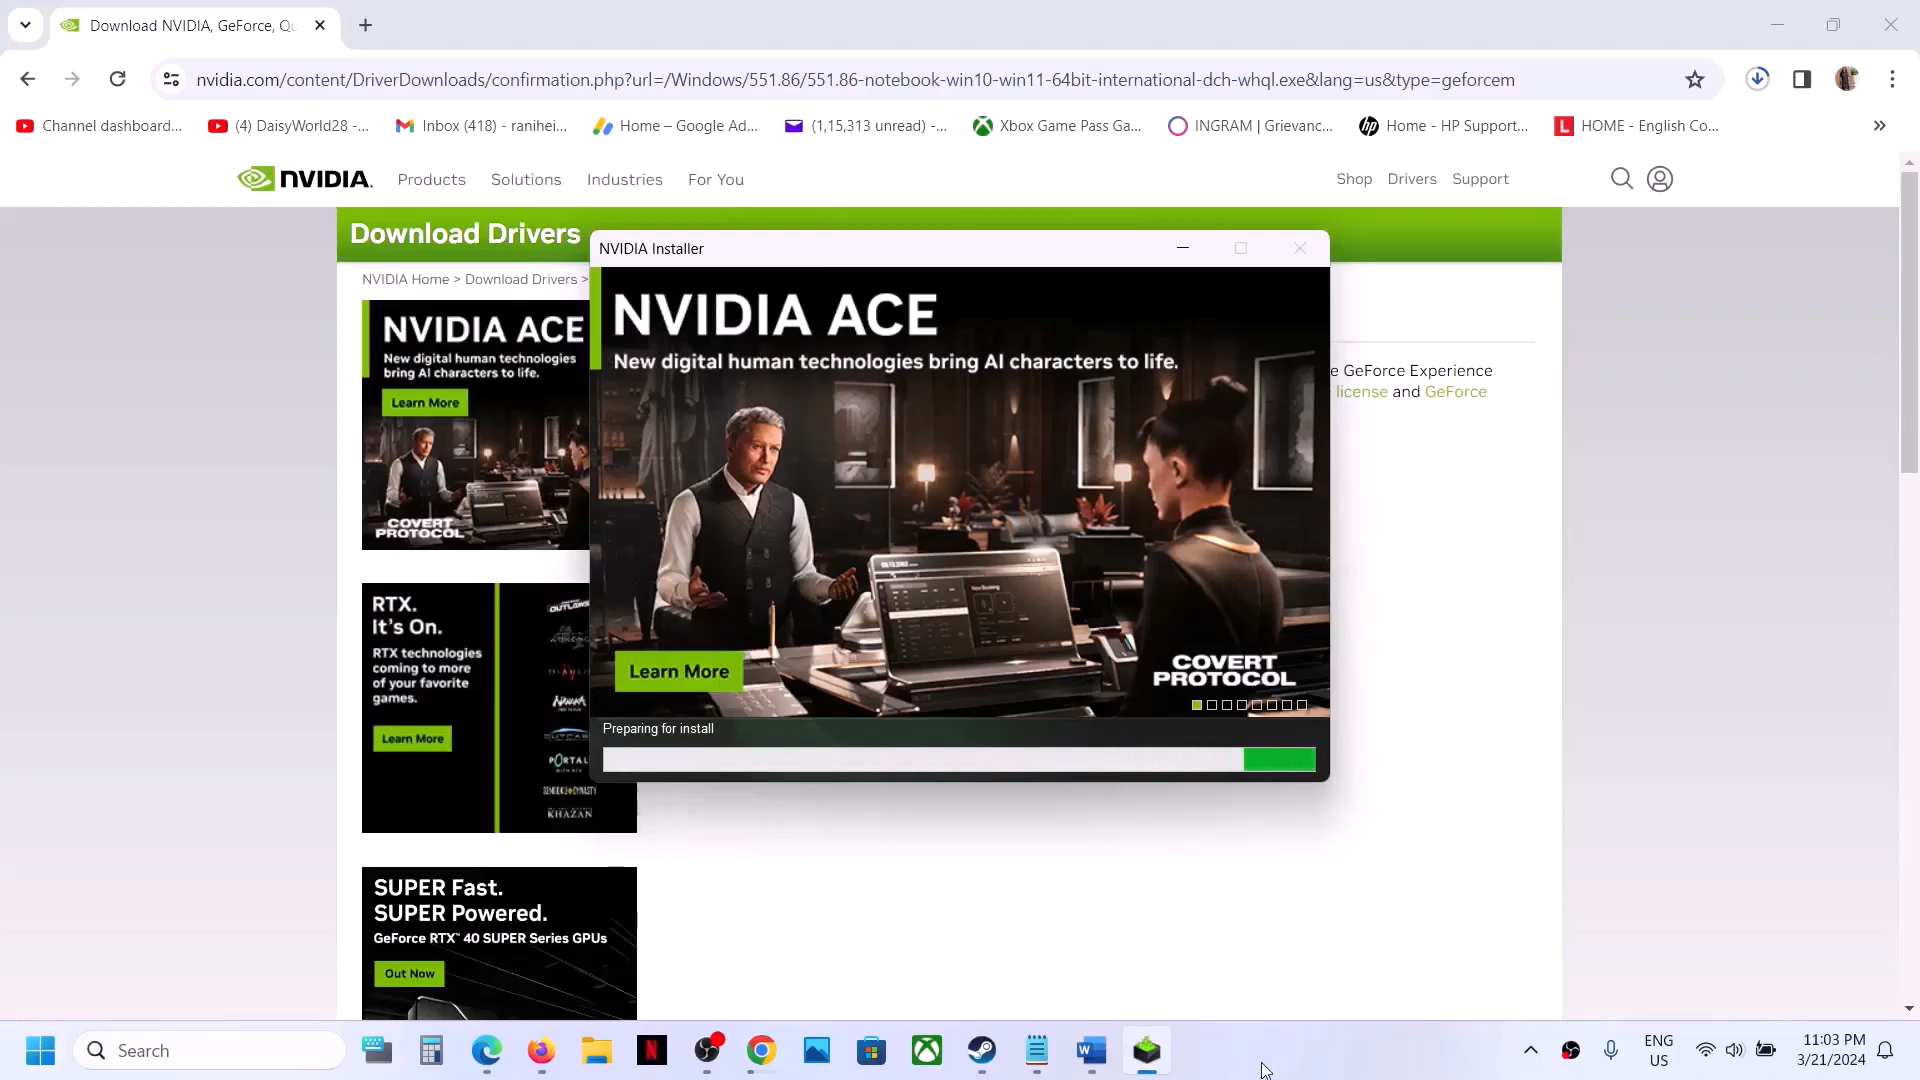 Download NVIDIA, GeForce, Qu
nvidia.com/content/DriverDownloads/confirmation.php?url=/Windows/551.86/551.86-notebook-win10-win11-64bit-international-dch-whql.exe&lang=us&type=geforcem
Channel dashboard...
(4) DaisyWorld28 -...
Inbox (418) - ranihei...
Home – Google Ad...
(1,15,313 unread) -...
Xbox Game Pass Ga...
INGRAM | Grievanc...
Home - HP Support...
HOME - English Co...
NVIDIA.
Products
Solutions
Industries
For You
Shop
Drivers
Support
Download Drivers
NVIDIA Home > Download Drivers >
NVIDIA ACE
New digital human technologies
bring AI characters to life.
Learn More
COVERT
PROTOCOL
RTX.
It's On.
RTX technologies
coming to more
of your favorite
games.
Learn More
OUTLAWS
DIABLO
PORTAL
KHAZAN
SUPER Fast.
SUPER Powered.
GeForce RTX™ 40 SUPER Series GPUs
Out Now
NVIDIA Installer
NVIDIA ACE
New digital human technologies bring AI characters to life.
Learn More
COVERT
PROTOCOL
Preparing for install
e GeForce Experience
license and GeForce
Search
ENG
US
11:03 PM
3/21/2024